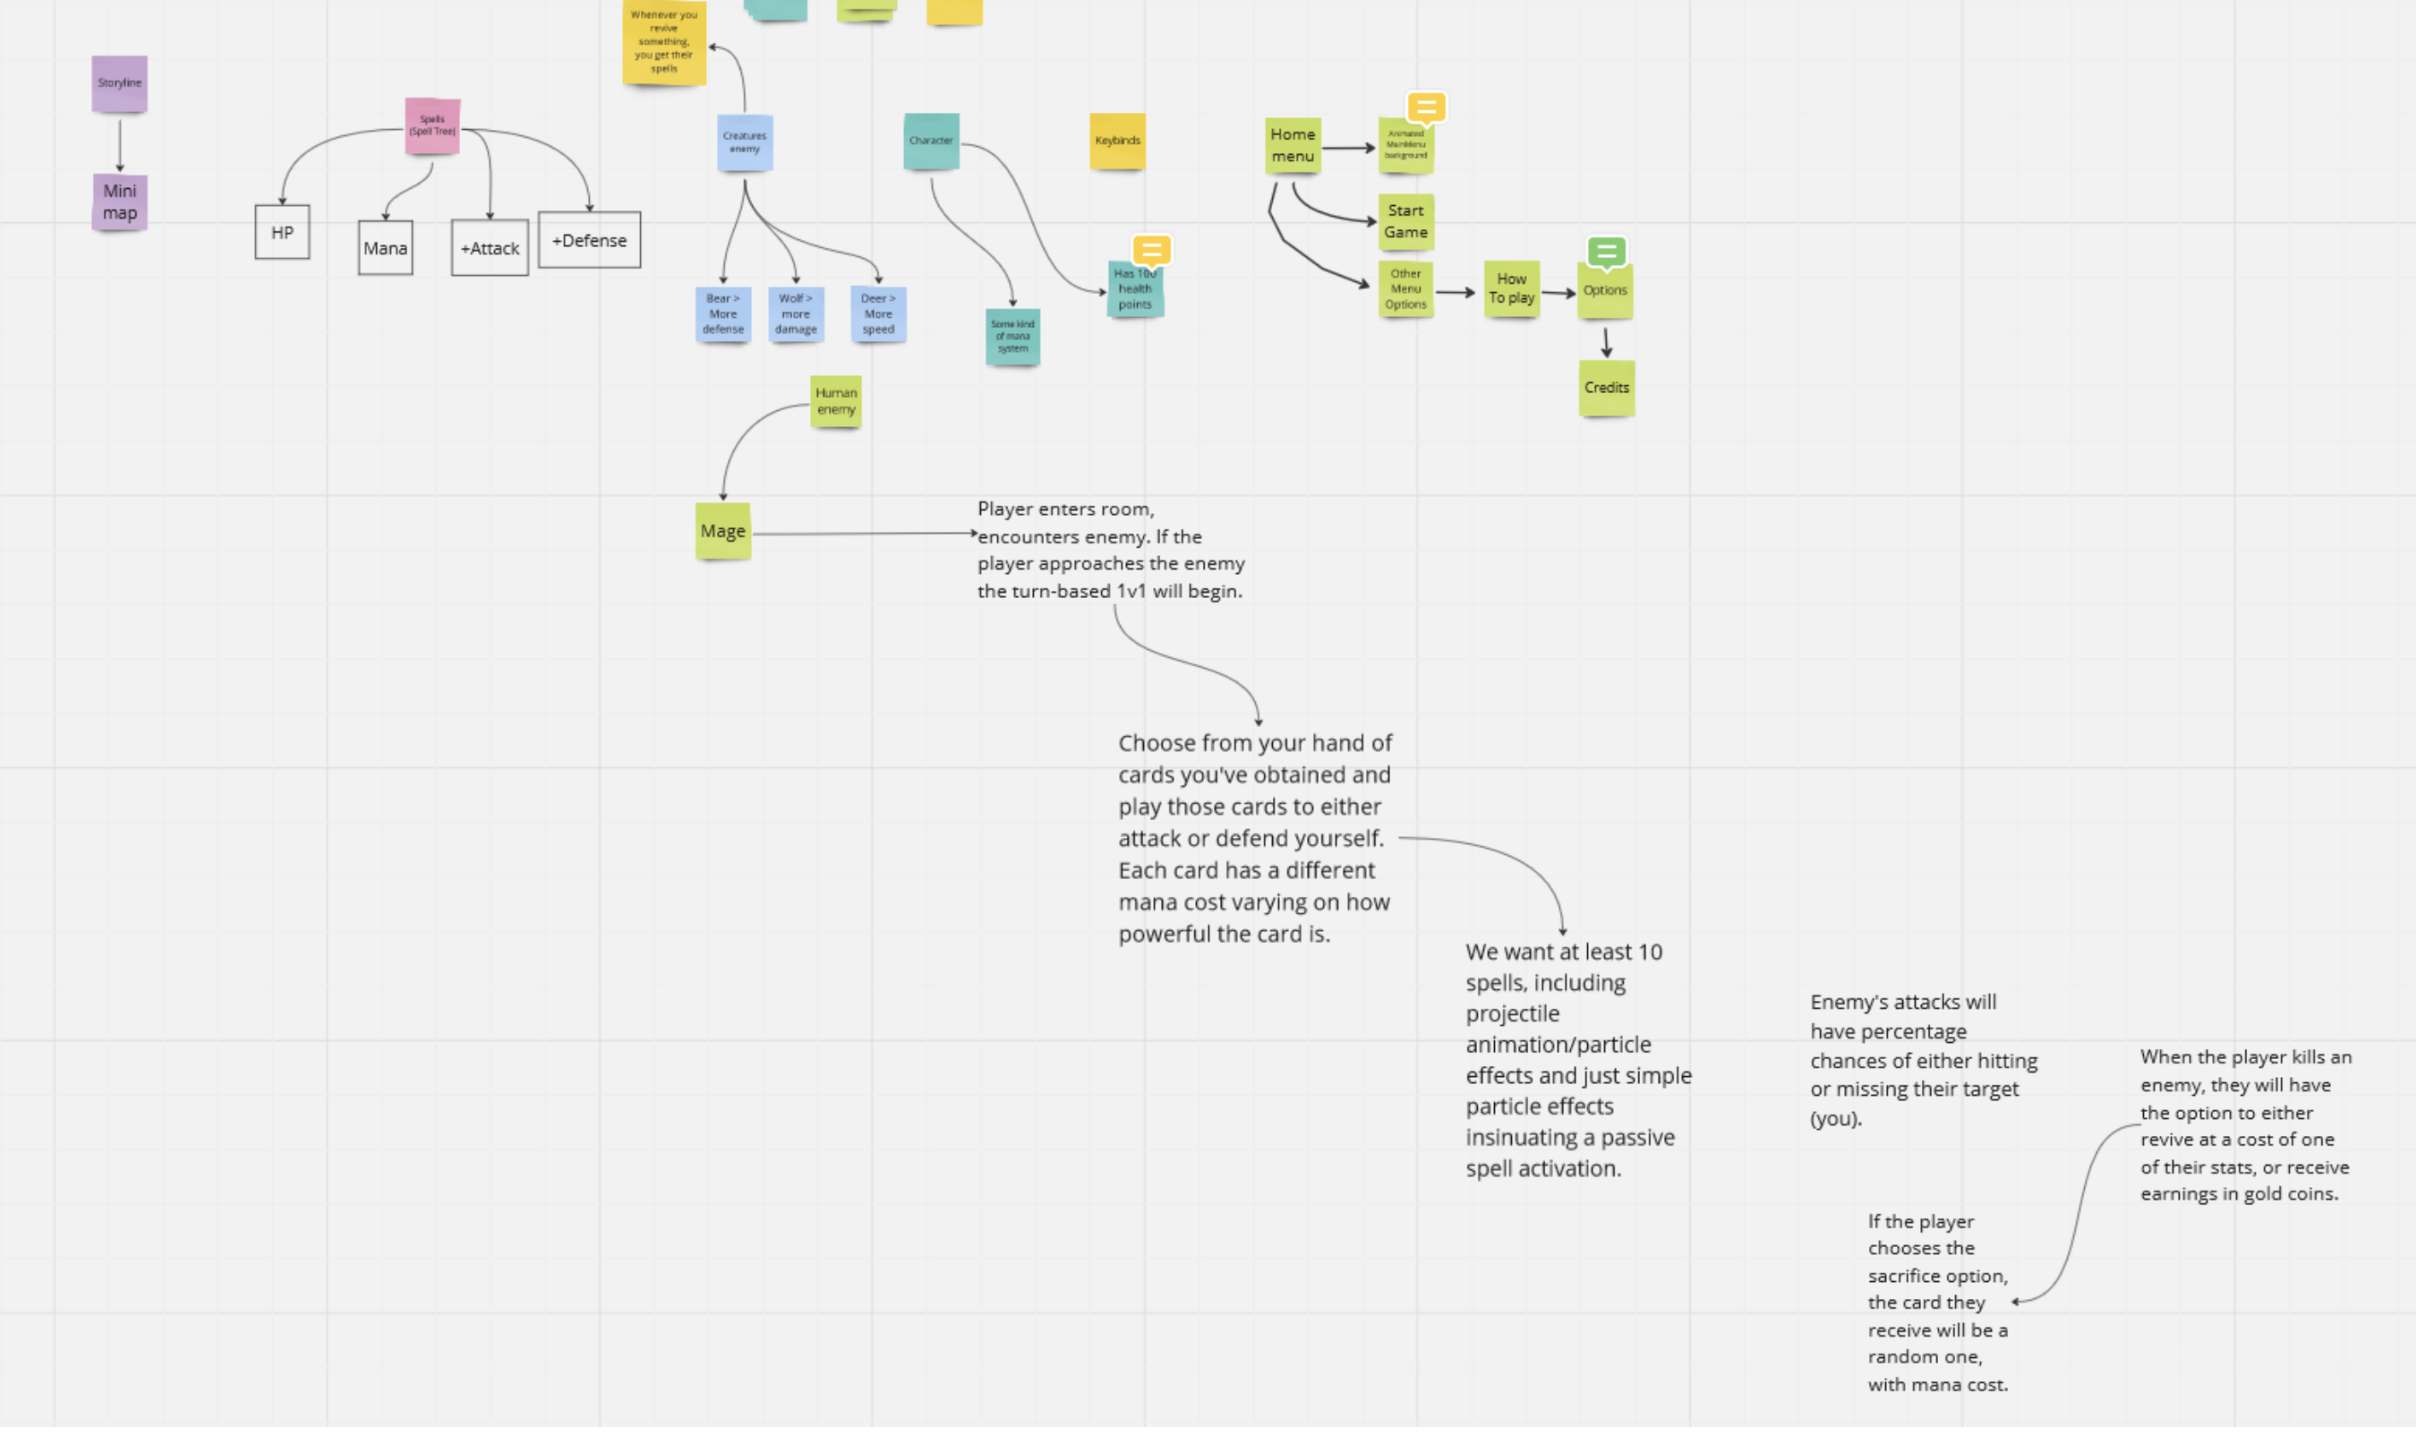 Whenever you
revive
something,
you get their
spells
Storyline
Mini
map
Spells
(Spell Tree)
HP
Mana
+Attack
+Defense
Creatures
enemy
Bear >
More
defense
Wolf >
more
damage
Deer >
More
speed
Character
Some kind
of mana
system
Has 100
health
points
Keybinds
Home
menu
Animated
MainMenu
background
Start
Game
Other
Menu
Options
How
To play
Options
Credits
Human
enemy
Mage
Player enters room,
encounters enemy. If the
player approaches the enemy
the turn-based 1v1 will begin.
Choose from your hand of
cards you've obtained and
play those cards to either
attack or defend yourself.
Each card has a different
mana cost varying on how
powerful the card is.
We want at least 10
spells, including
projectile
animation/particle
effects and just simple
particle effects
insinuating a passive
spell activation.
Enemy's attacks will
have percentage
chances of either hitting
or missing their target
(you).
When the player kills an
enemy, they will have
the option to either
revive at a cost of one
of their stats, or receive
earnings in gold coins.
If the player
chooses the
sacrifice option,
the card they
receive will be a
random one,
with mana cost.